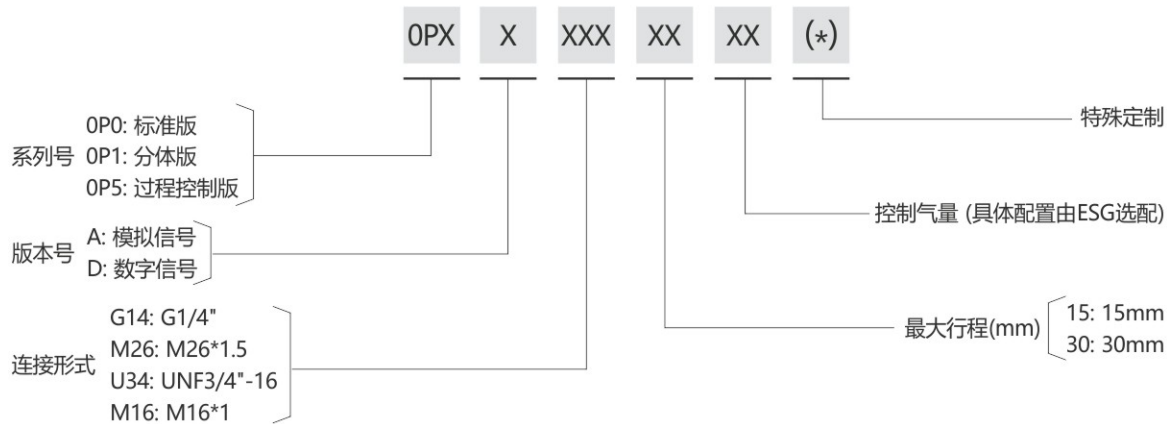 0PX X XXX XX XX (*)
系列号
0P0: 标准版
0P1: 分体版
0P5: 过程控制版
版本号
A: 模拟信号
D: 数字信号
连接形式
G14: G1/4"
M26: M26*1.5
U34: UNF3/4"-16
M16: M16*1
特殊定制
控制气量 (具体配置由ESG选配)
最大行程(mm)
15: 15mm
30: 30mm